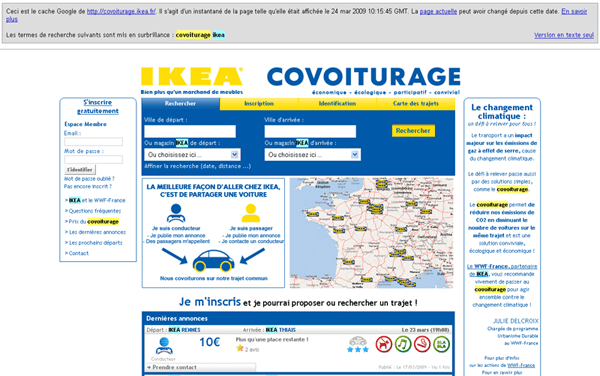 Ceci est le cache Google de http://covoiturage.ikea.fr/. Il s'agit d'un instantané de la page telle qu'elle était affichée le 24 mar 2009 10:15:45 GMT. La page actuelle peut avoir changé depuis cette date. En savoir
plus
Les termes de recherche suivants sont mis en surbrillance : covoiturage ikea
Version en texte seul
IKEA
Bien plus qu'un marchand de meubles
COVOITURAGE
économique - écologique - participatif - convivial
S'inscrire
gratuitement
Espace Membre
Email :
Mot de passe :
S'identifier
Mot de passe oublié ?
Pas encore inscrit ?
> IKEA et le WWF-France
> Questions fréquentes
> Prix du covoiturage
> Les dernières annonces
> Les prochains départs
> Contact
Rechercher
Inscription
Identification
Carte des trajets
Ville de départ :
Ville d'arrivée :
Rechercher
Ou magasin IKEA de départ :
Ou magasin IKEA d'arrivée :
Ou choisissez ici ...
Ou choisissez ici ...
Affiner la recherche (date, distance ...)
LA MEILLEURE FAÇON D'ALLER CHEZ IKEA,
C'EST DE PARTAGER UNE VOITURE
Je suis conducteur
- Je publie mon annonce
- Des passagers m'appellent
Je suis passager
- Je publie mon annonce
- Je contacte un conducteur
Nous covoiturons sur notre trajet commun
Je m'inscris et je pourrai proposer ou rechercher un trajet !
Dernières annonces
Départ : IKEA RENNES
Arrivée : IKEA THIAIS
Le 23 mars (19h00)
Conducteur
10€
Plus qu'une place restante !
2 avis
BLA
BLA
+ Prendre contact
Le changement
climatique :
un défi à relever pour tous !
Le transport a un impact
majeur sur les émissions de
gaz à effet de serre, cause
du changement climatique.
Le défi à relever passe aussi
par des solutions simples,
comme le covoiturage.
Le covoiturage permet de
réduire nos émissions de
CO2 en diminuant le
nombre de voitures sur le
même trajet et est une
solution conviviale,
écologique et économique !
Le WWF-France, partenaire
de IKEA, vous recommande
vivement de passer au
covoiturage pour agir
ensemble contre le
changement climatique !
JULIE DELCROIX
Chargée de programme
Urbanisme Durable
au WWF-France
Pour plus d'infos
sur les actions de WWF-France
Pour en savoir plus